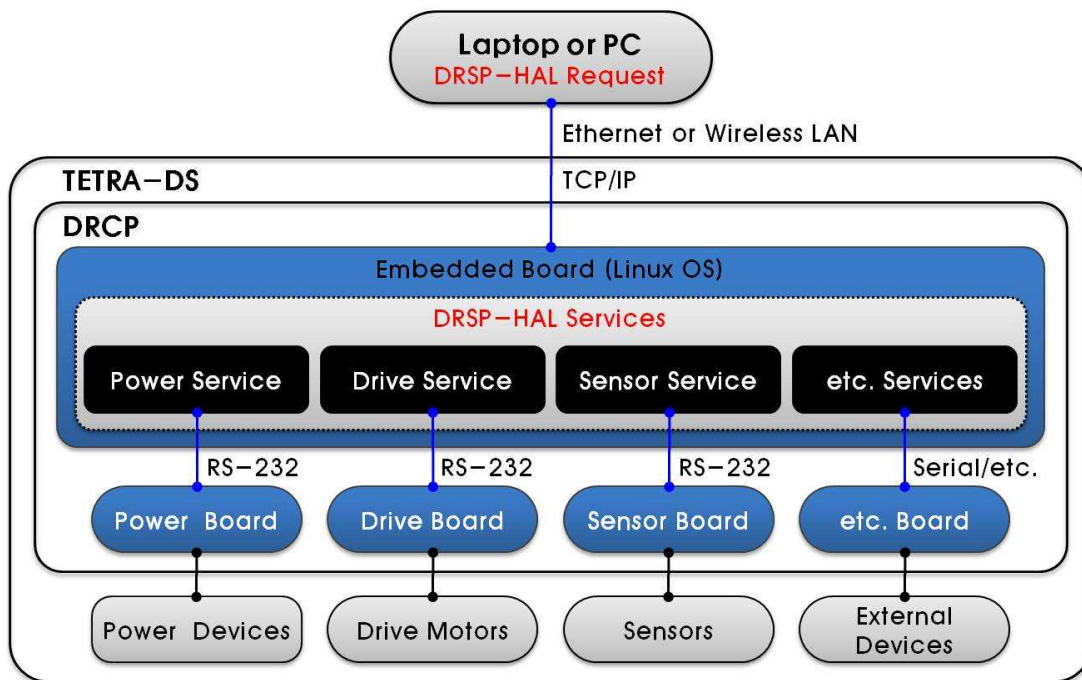 Laptop or PC
DRSP-HAL Request
Ethernet or Wireless LAN
TETRA-DS
TCP/IP
DRCP
Embedded Board (Linux OS)
DRSP-HAL Services
Power Service
Drive Service
Sensor Service
etc. Services
RS-232
RS-232
RS-232
Serial/etc.
Power Board
Drive Board
Sensor Board
etc. Board
Power Devices
Drive Motors
Sensors
External
Devices